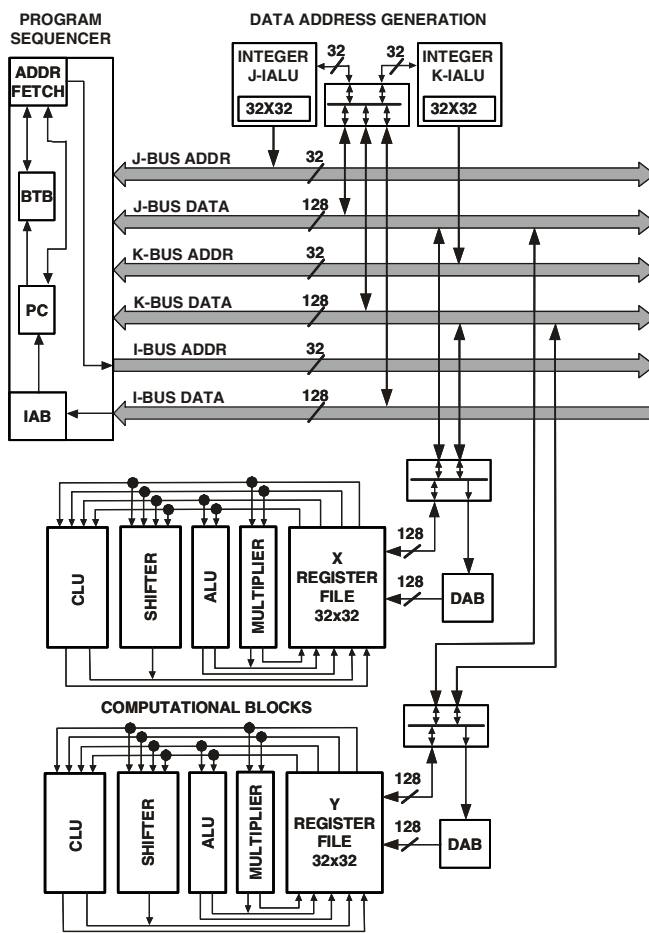 PROGRAM
SEQUENCER
DATA ADDRESS GENERATION
ADDR
FETCH
INTEGER
J-IALU
32X32
32
32
INTEGER
K-IALU
32X32
J-BUS ADDR
32
BTB
J-BUS DATA
128
K-BUS ADDR
32
PC
K-BUS DATA
128
I-BUS ADDR
32
IAB
I-BUS DATA
128
CLU
SHIFTER
ALU
MULTIPLIER
X
REGISTER
FILE
32x32
128
128
DAB
COMPUTATIONAL BLOCKS
CLU
SHIFTER
ALU
MULTIPLIER
Y
REGISTER
FILE
32x32
128
128
DAB